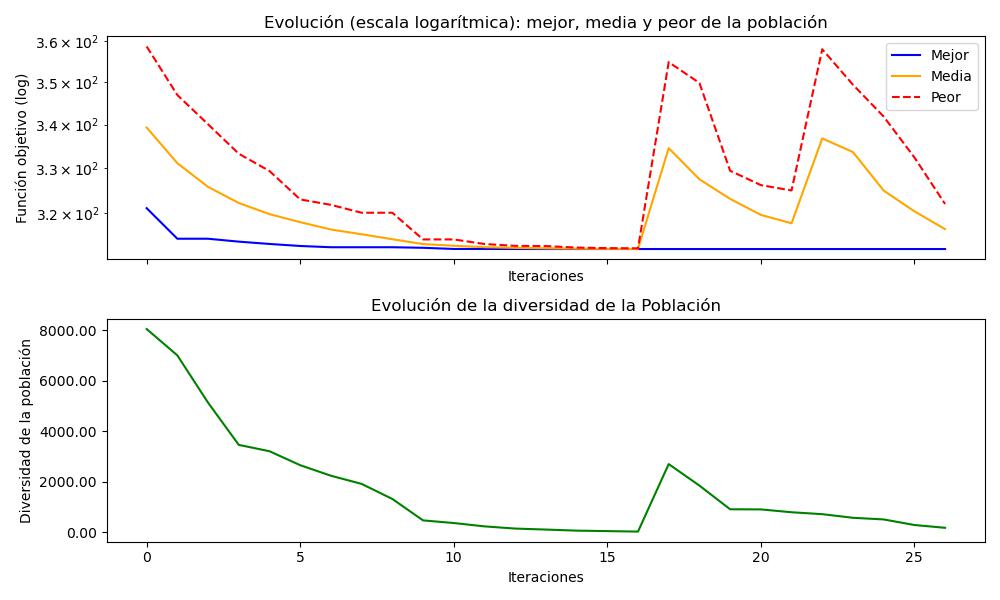 Evolución (escala logarítmica): mejor, media y peor de la población
3.6 × 10²
3.5 × 10²
3.4 × 10²
3.3 × 10²
3.2 × 10²
Función objetivo (log)
Mejor
Media
Peor
Iteraciones
Evolución de la diversidad de la Población
8000.00
6000.00
4000.00
2000.00
0.00
Diversidad de la población
0 5 10 15 20 25
Iteraciones